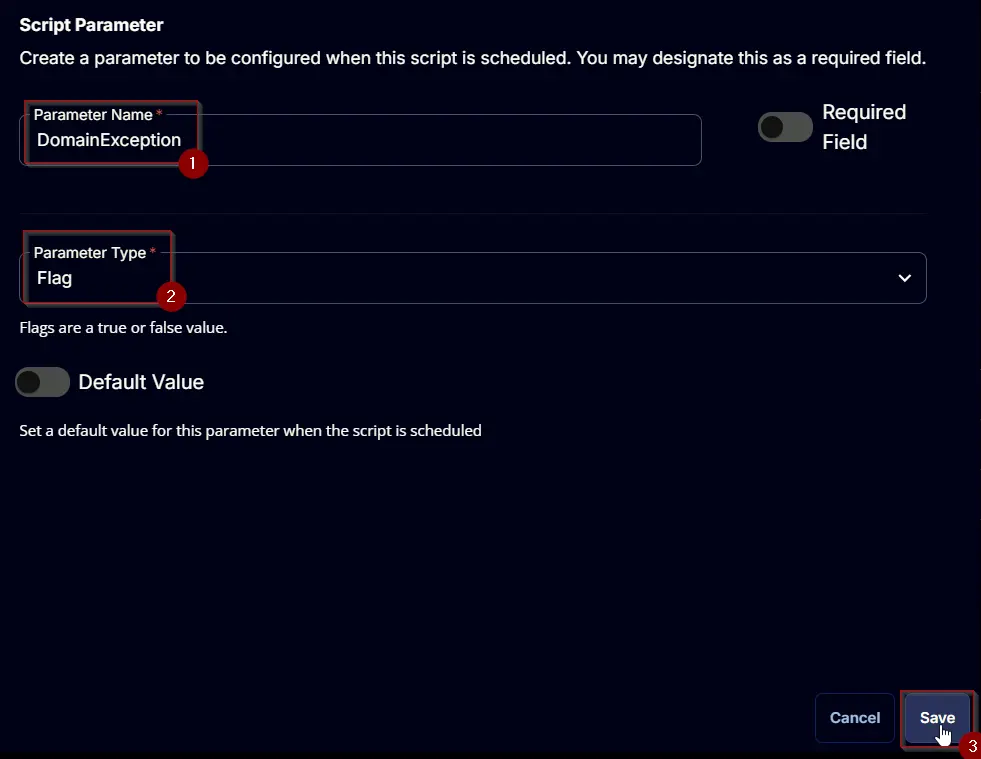 Script Parameter
Create a parameter to be configured when this script is scheduled. You may designate this as a required field.
Parameter Name *
DomainException
1
Required
Field
Parameter Type *
Flag
2
Flags are a true or false value.
Default Value
Set a default value for this parameter when the script is scheduled
Cancel
Save
3